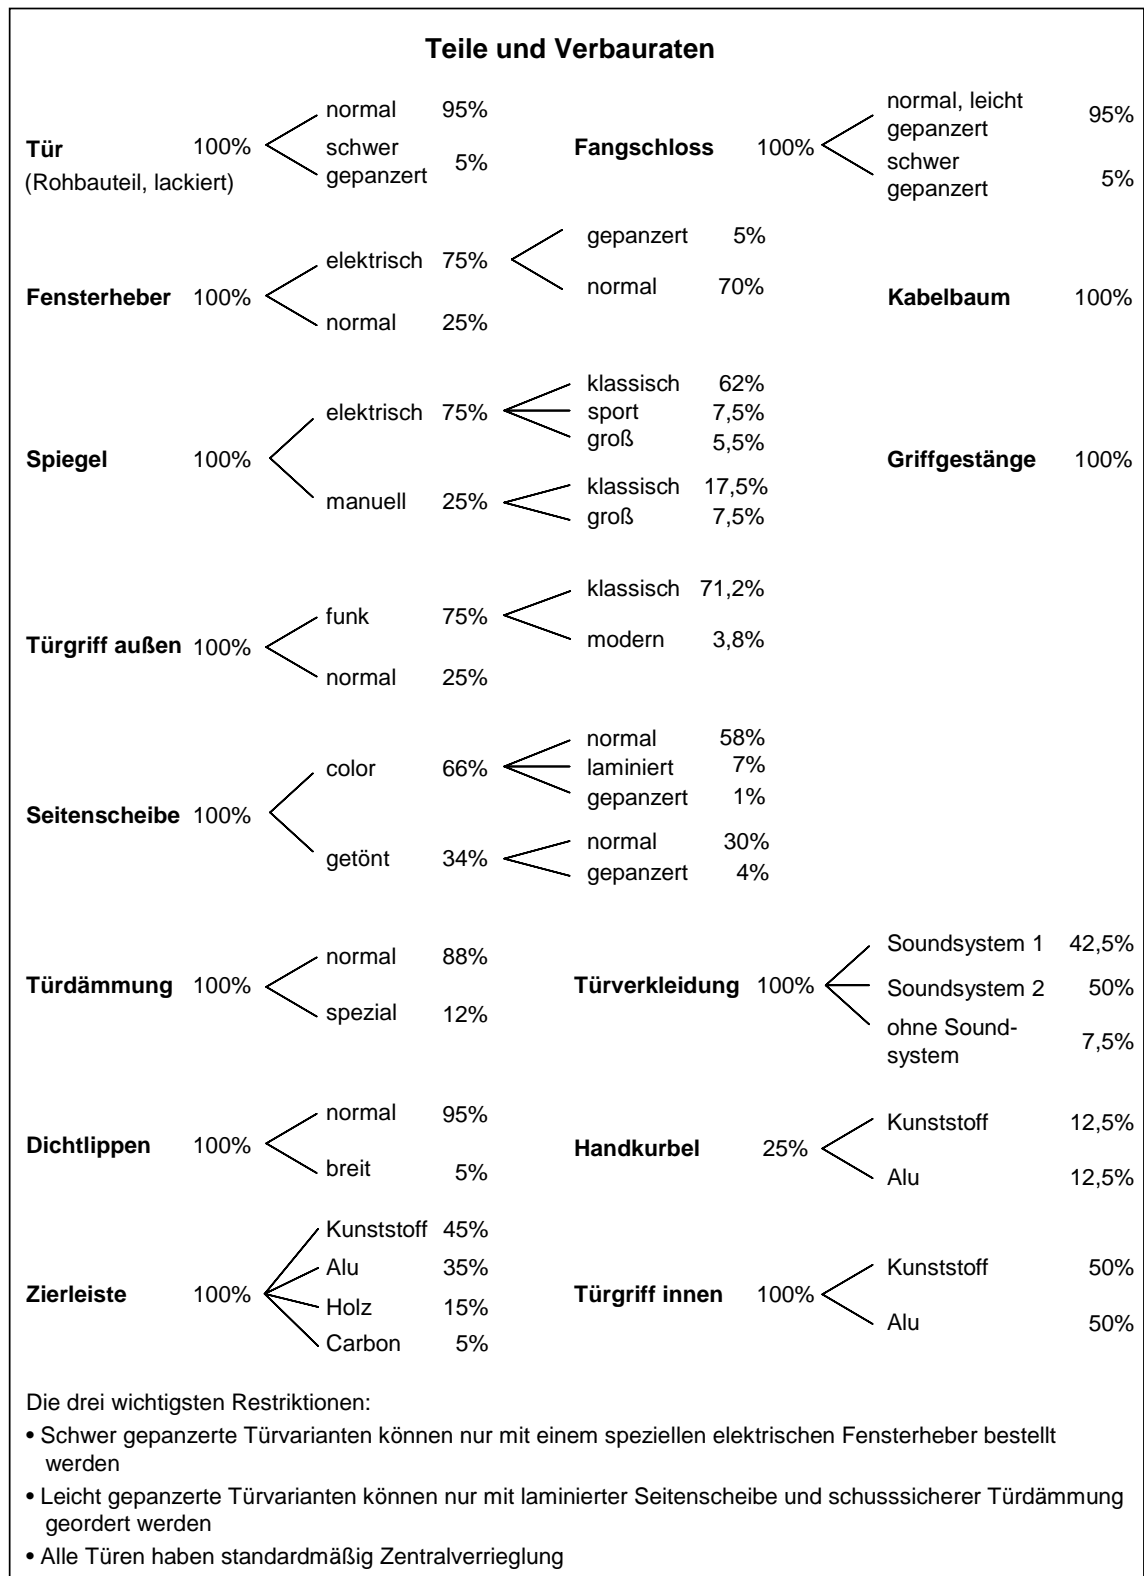 Teile und Verbauraten
Tür 100%
(Rohbauteil, lackiert)
normal 95%
schwer
gepanzert 5%
Fangschloss 100%
normal, leicht
gepanzert 95%
schwer
gepanzert 5%
Fensterheber 100%
elektrisch 75%
gepanzert 5%
normal 70%
normal 25%
Kabelbaum 100%
Spiegel 100%
elektrisch 75%
klassisch 62%
sport 7,5%
groß 5,5%
manuell 25%
klassisch 17,5%
groß 7,5%
Griffgestänge 100%
Türgriff außen 100%
funk 75%
klassisch 71,2%
modern 3,8%
normal 25%
Seitenscheibe 100%
color 66%
normal 58%
laminiert 7%
gepanzert 1%
getönt 34%
normal 30%
gepanzert 4%
Türdämmung 100%
normal 88%
spezial 12%
Türverkleidung 100%
Soundsystem 1 42,5%
Soundsystem 2 50%
ohne Sound-
system 7,5%
Dichtlippen 100%
normal 95%
breit 5%
Handkurbel 25%
Kunststoff 12,5%
Alu 12,5%
Zierleiste 100%
Kunststoff 45%
Alu 35%
Holz 15%
Carbon 5%
Türgriff innen 100%
Kunststoff 50%
Alu 50%
Die drei wichtigsten Restriktionen:
• Schwer gepanzerte Türvarianten können nur mit einem speziellen elektrischen Fensterheber bestellt
werden
• Leicht gepanzerte Türvarianten können nur mit laminierter Seitenscheibe und schusssicherer Türdämmung
geordert werden
• Alle Türen haben standardmäßig Zentralverrieglung